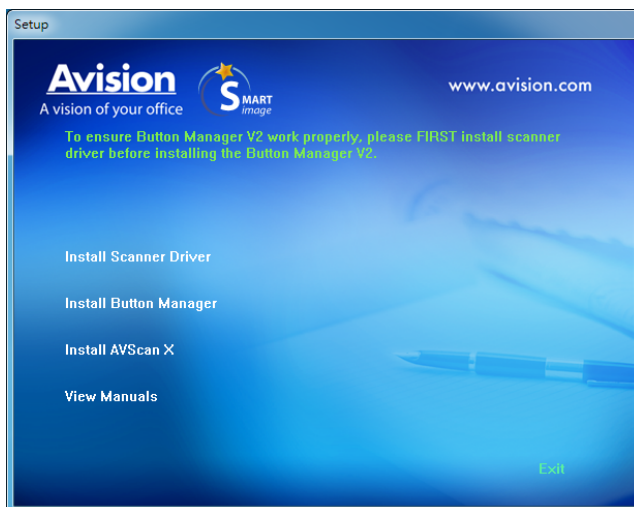 Setup
Avision
A vision of your office
SMART
image
www.avision.com
To ensure Button Manager V2 work properly, please FIRST install scanner
driver before installing the Button Manager V2.
Install Scanner Driver
Install Button Manager
Install AVScan X
View Manuals
Exit